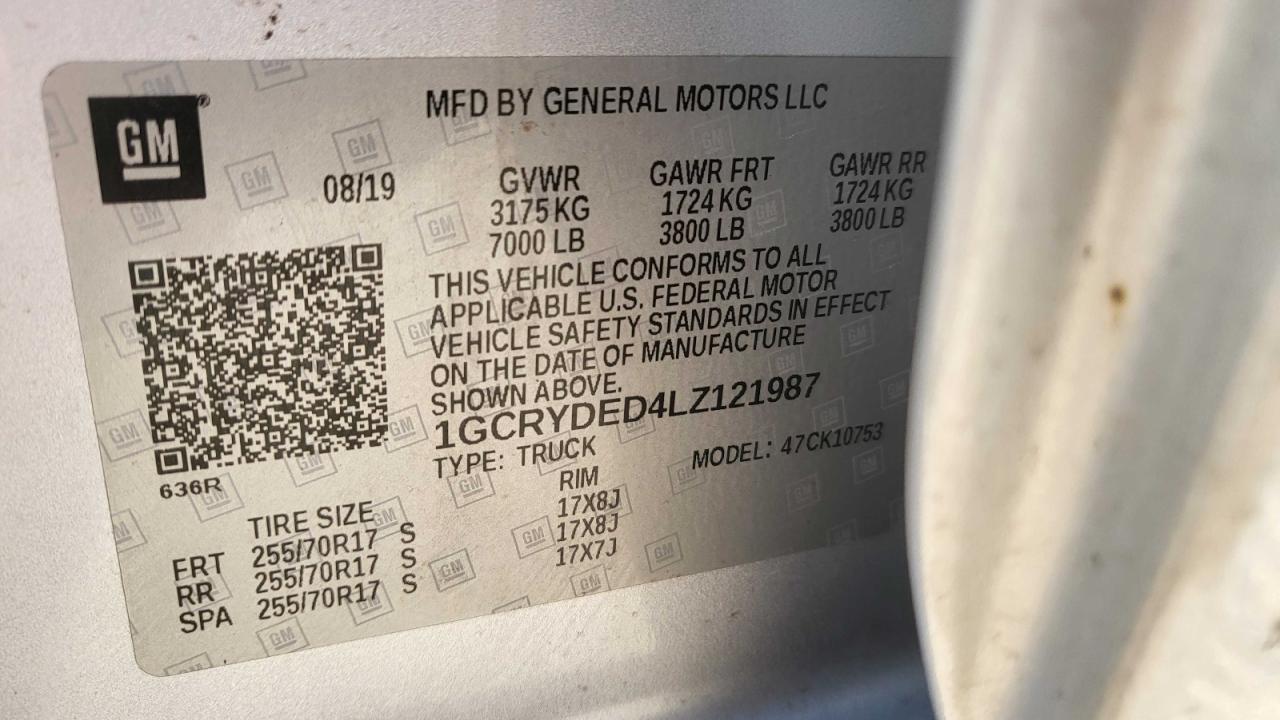 GM®
MFD BY GENERAL MOTORS LLC
08/19 GVWR GAWR FRT GAWR RR
3175 KG 1724 KG 1724 KG
7000 LB 3800 LB 3800 LB
THIS VEHICLE CONFORMS TO ALL
APPLICABLE U.S. FEDERAL MOTOR
VEHICLE SAFETY STANDARDS IN EFFECT
ON THE DATE OF MANUFACTURE
SHOWN ABOVE.
1GCRYDED4LZ121987
TYPE: TRUCK MODEL: 47CK10753
636R
TIRE SIZE RIM
FRT 255/70R17 S 17X8J
RR 255/70R17 S 17X8J
SPA 255/70R17 S 17X7J